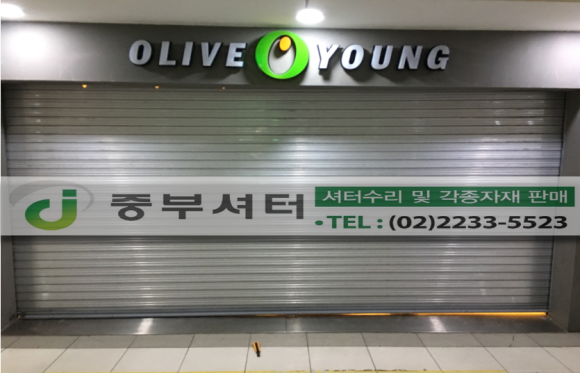 OLIVE YOUNG
중부셔터
셔터수리 및 각종자재 판매
•TEL : (02)2233-5523